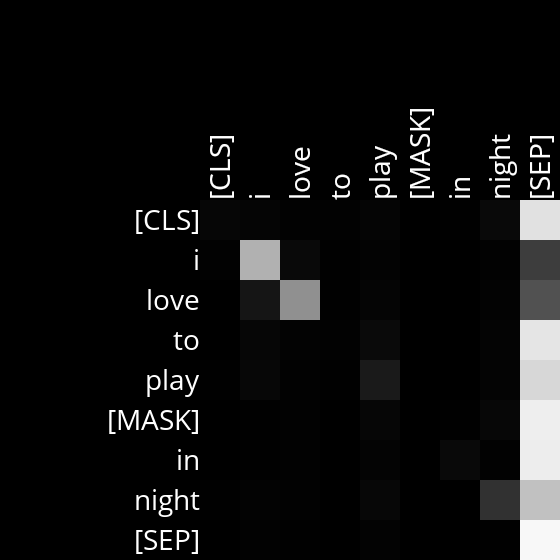 [CLS] i love to play [MASK] in night [SEP]
[CLS]
i
love
to
play
[MASK]
in
night
[SEP]